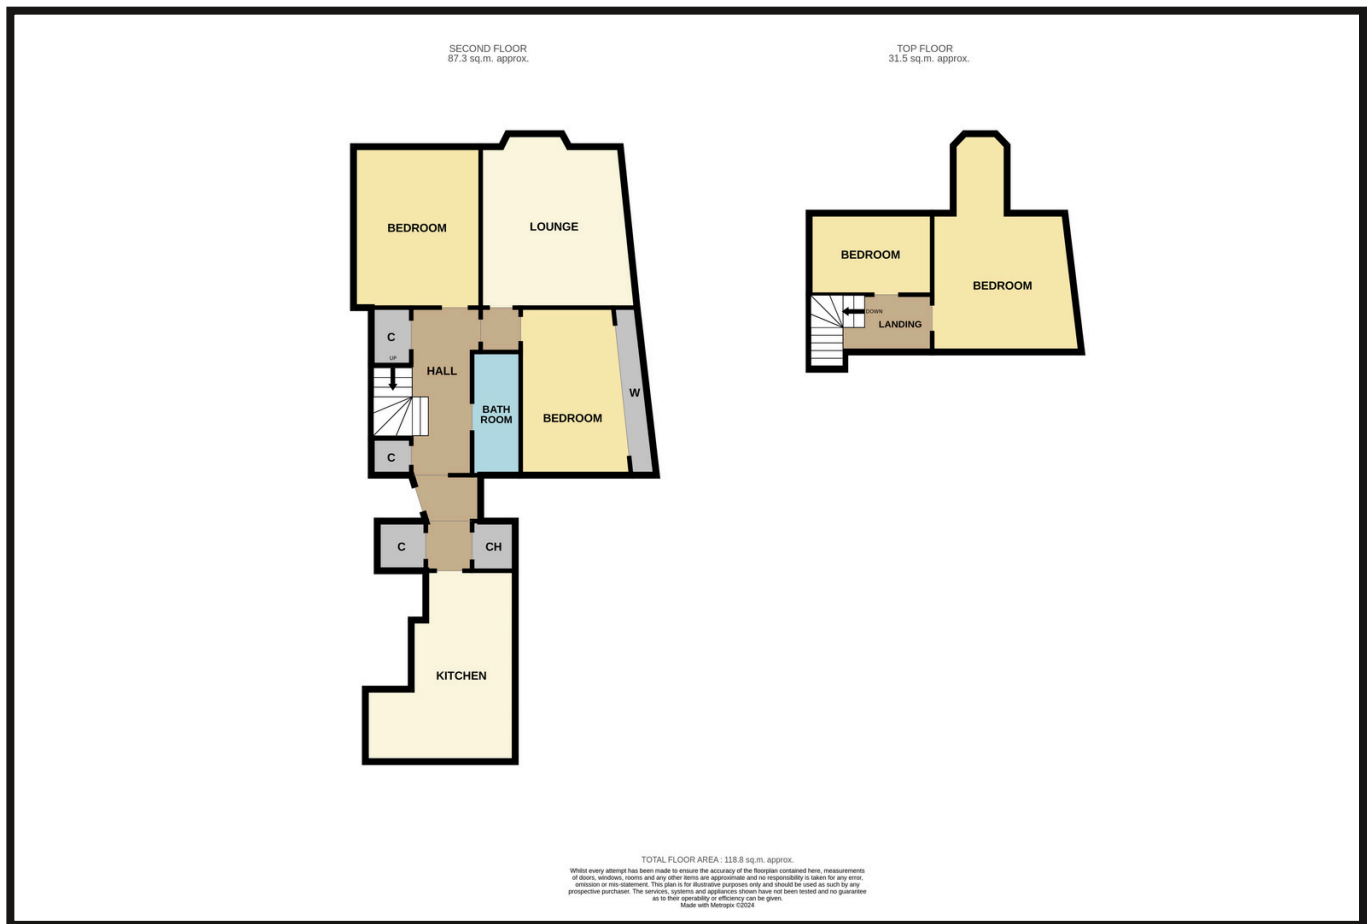 SECOND FLOOR
87.3 sq.m. approx.
TOP FLOOR
31.5 sq.m. approx.
BEDROOM
LOUNGE
BEDROOM
BEDROOM
C
UP
DOWN
LANDING
HALL
W
BATH
ROOM
BEDROOM
C
C
CH
KITCHEN
TOTAL FLOOR AREA : 118.8 sq.m. approx.
Whilst every attempt has been made to ensure the accuracy of the floorplan contained here, measurements
of doors, windows, rooms and any other items are approximate and no responsibility is taken for any error,
omission or mis-statement. This plan is for illustrative purposes only and should be used as such by any
prospective purchaser. The services, systems and appliances shown have not been tested and no guarantee
as to their operability or efficiency can be given.
Made with Metropix ©2024